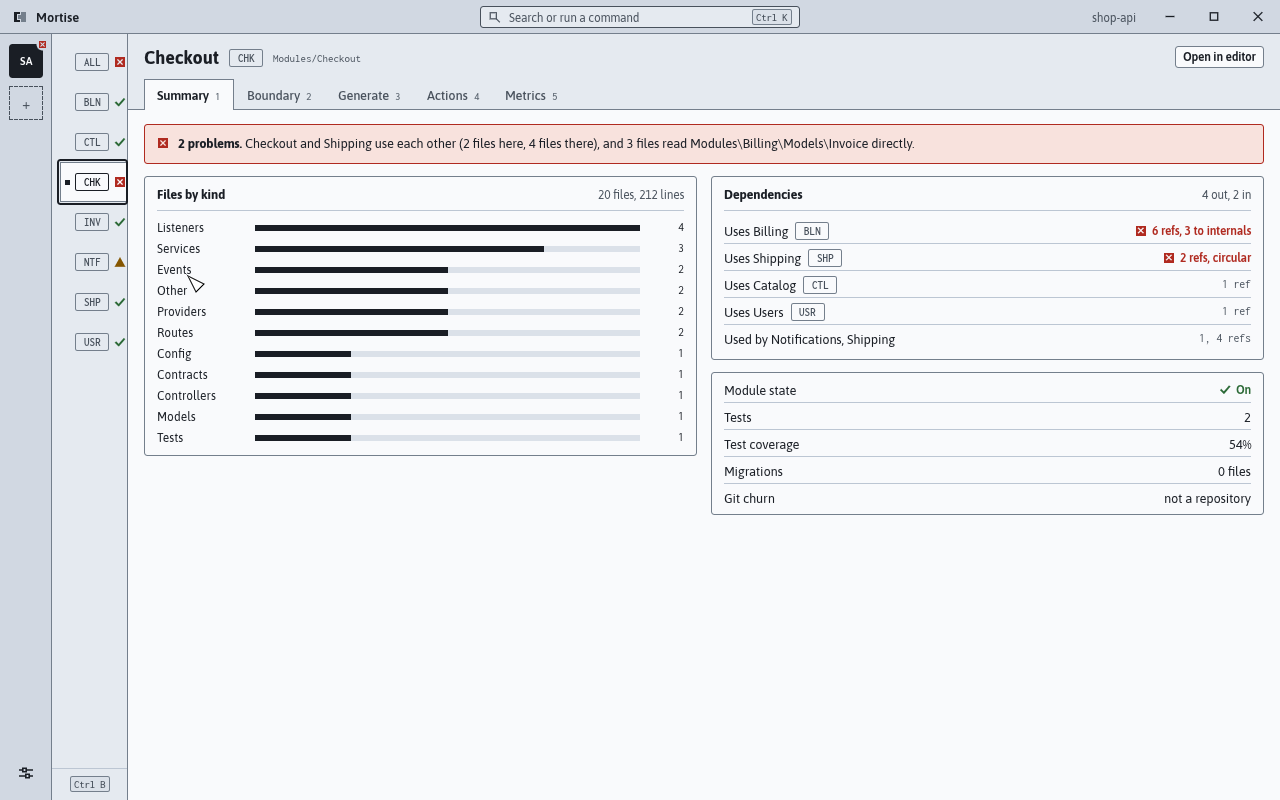 Mortise
Search or run a command
Ctrl K
shop-api
SA
+
ALL
BLN
CTL
CHK
INV
NTF
SHP
USR
Ctrl B
Checkout
CHK
Modules/Checkout
Open in editor
Summary 1
Boundary 2
Generate 3
Actions 4
Metrics 5
2 problems. Checkout and Shipping use each other (2 files here, 4 files there), and 3 files read Modules\Billing\Models\Invoice directly.
Files by kind
20 files, 212 lines
Listeners 4
Services 3
Events 2
Other 2
Providers 2
Routes 2
Config 1
Contracts 1
Controllers 1
Models 1
Tests 1
Dependencies
4 out, 2 in
Uses Billing BLN 6 refs, 3 to internals
Uses Shipping SHP 2 refs, circular
Uses Catalog CTL 1 ref
Uses Users USR 1 ref
Used by Notifications, Shipping 1, 4 refs
Module state On
Tests 2
Test coverage 54%
Migrations 0 files
Git churn not a repository